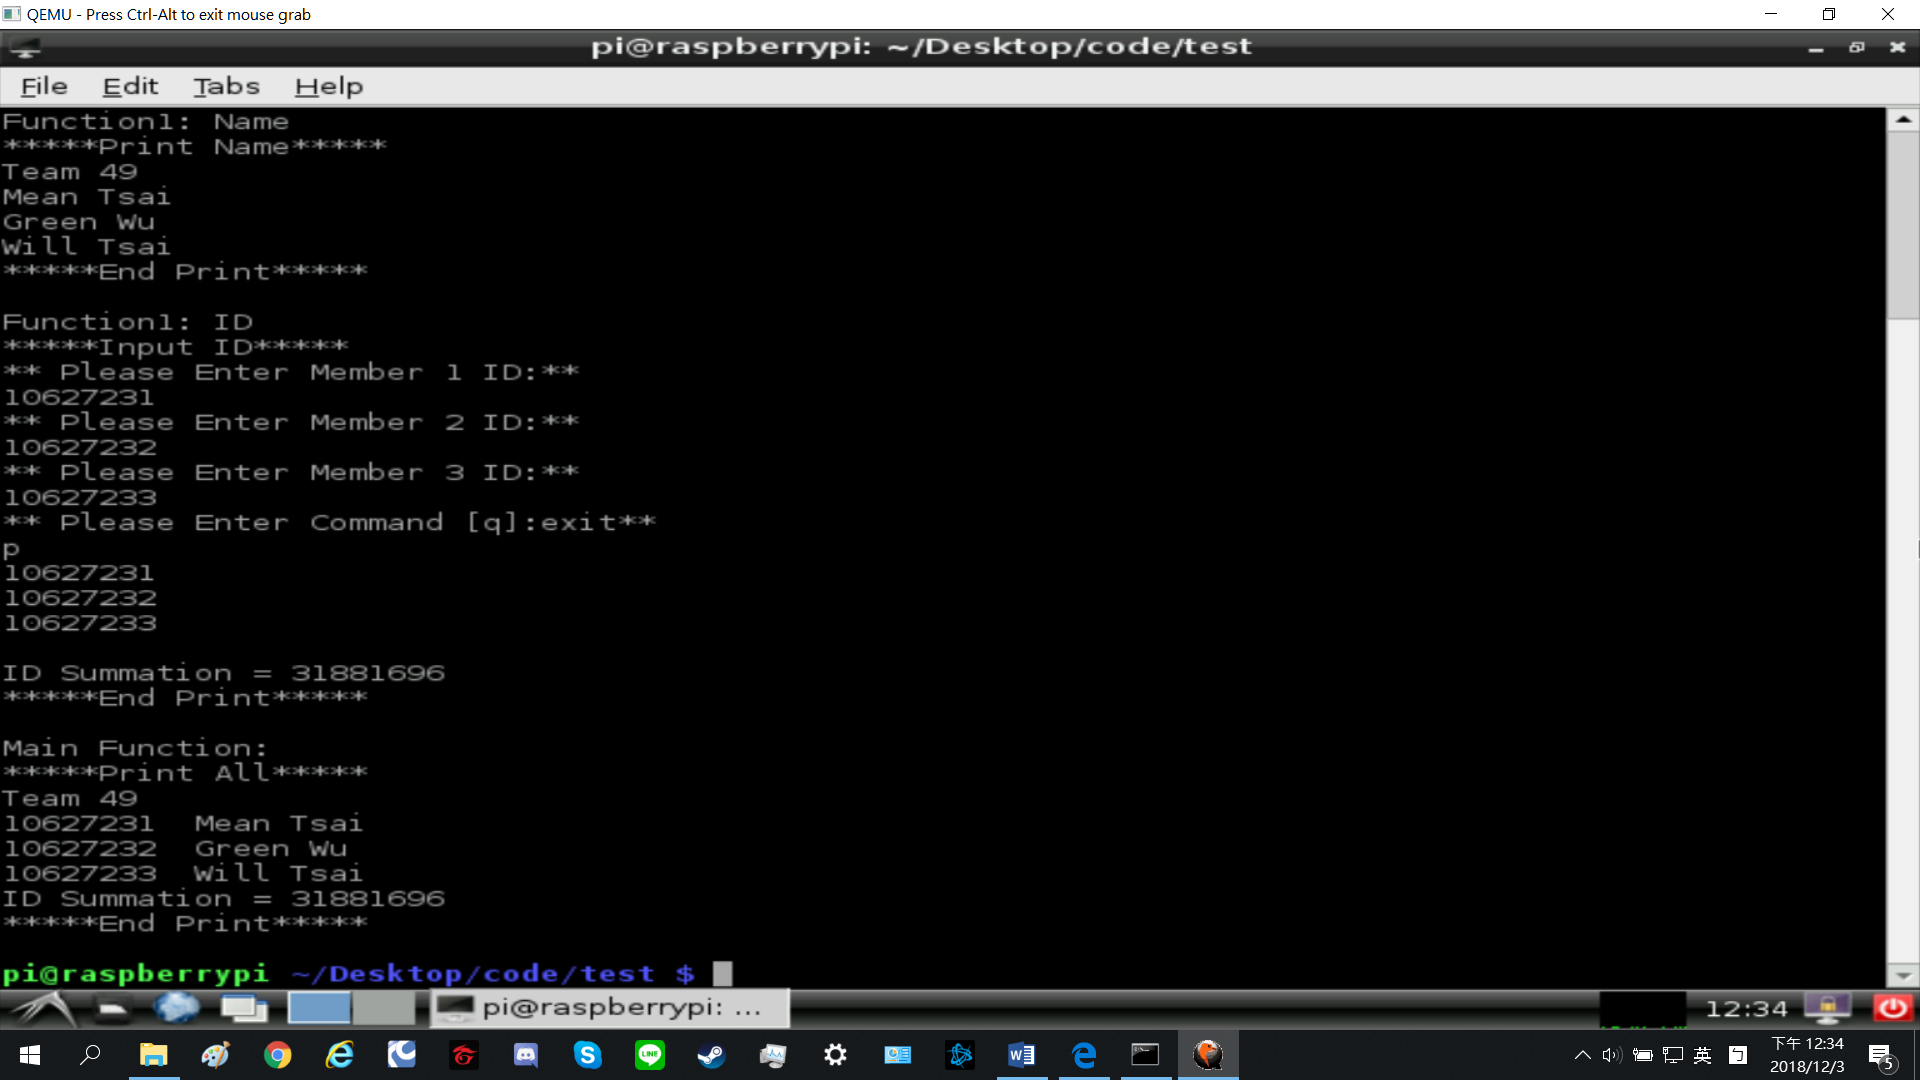 QEMU - Press Ctrl-Alt to exit mouse grab
pi@raspberrypi: ~/Desktop/code/test
File Edit Tabs Help
Function1: Name
*****Print Name*****
Team 49
Mean Tsai
Green Wu
Will Tsai
*****End Print*****
Function1: ID
*****Input ID*****
** Please Enter Member 1 ID:**
10627231
** Please Enter Member 2 ID:**
10627232
** Please Enter Member 3 ID:**
10627233
** Please Enter Command [q]:exit**
p
10627231
10627232
10627233
ID Summation = 31881696
*****End Print*****
Main Function:
*****Print All*****
Team 49
10627231  Mean Tsai
10627232  Green Wu
10627233  Will Tsai
ID Summation = 31881696
*****End Print*****
pi@raspberrypi ~/Desktop/code/test $
pi@raspberrypi: ...
12:34
LINE
英
下午 12:34
2018/12/3
5